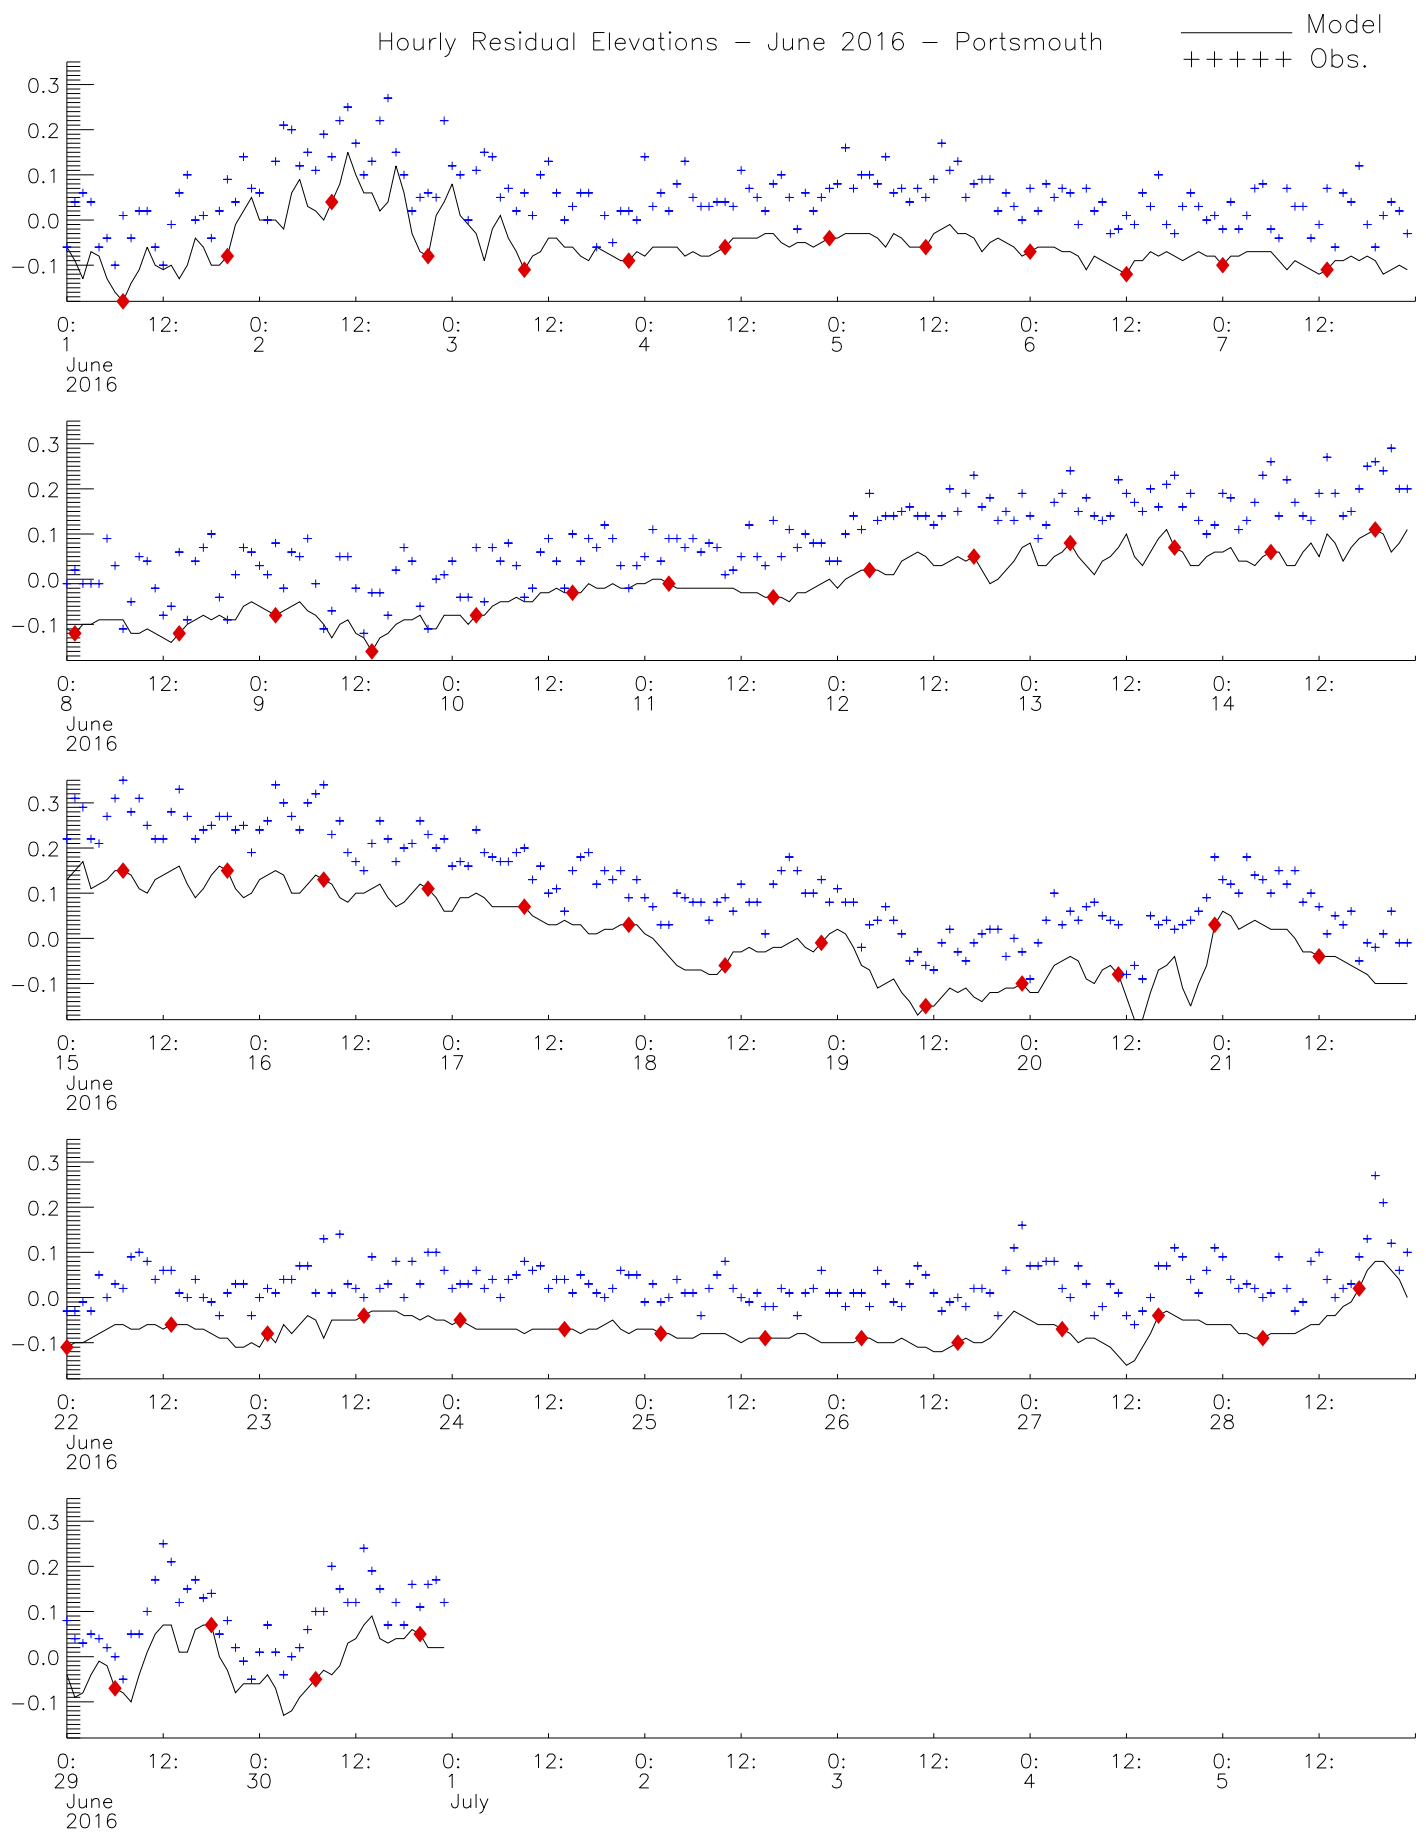 Hourly Residual Elevations – June 2016 – Portsmouth
Model
+++++ Obs.
0.3
0.2
0.1
0.0
−0.1
0: 12: 0: 12: 0: 12: 0: 12: 0: 12: 0: 12: 0: 12:
1 2 3 4 5 6 7
June
2016
0.3
0.2
0.1
0.0
−0.1
0: 12: 0: 12: 0: 12: 0: 12: 0: 12: 0: 12: 0: 12:
8 9 10 11 12 13 14
June
2016
0.3
0.2
0.1
0.0
−0.1
0: 12: 0: 12: 0: 12: 0: 12: 0: 12: 0: 12: 0: 12:
15 16 17 18 19 20 21
June
2016
0.3
0.2
0.1
0.0
−0.1
0: 12: 0: 12: 0: 12: 0: 12: 0: 12: 0: 12: 0: 12:
22 23 24 25 26 27 28
June
2016
0.3
0.2
0.1
0.0
−0.1
0: 12: 0: 12: 0: 12: 0: 12: 0: 12: 0: 12: 0: 12:
29 30 1 2 3 4 5
June July
2016